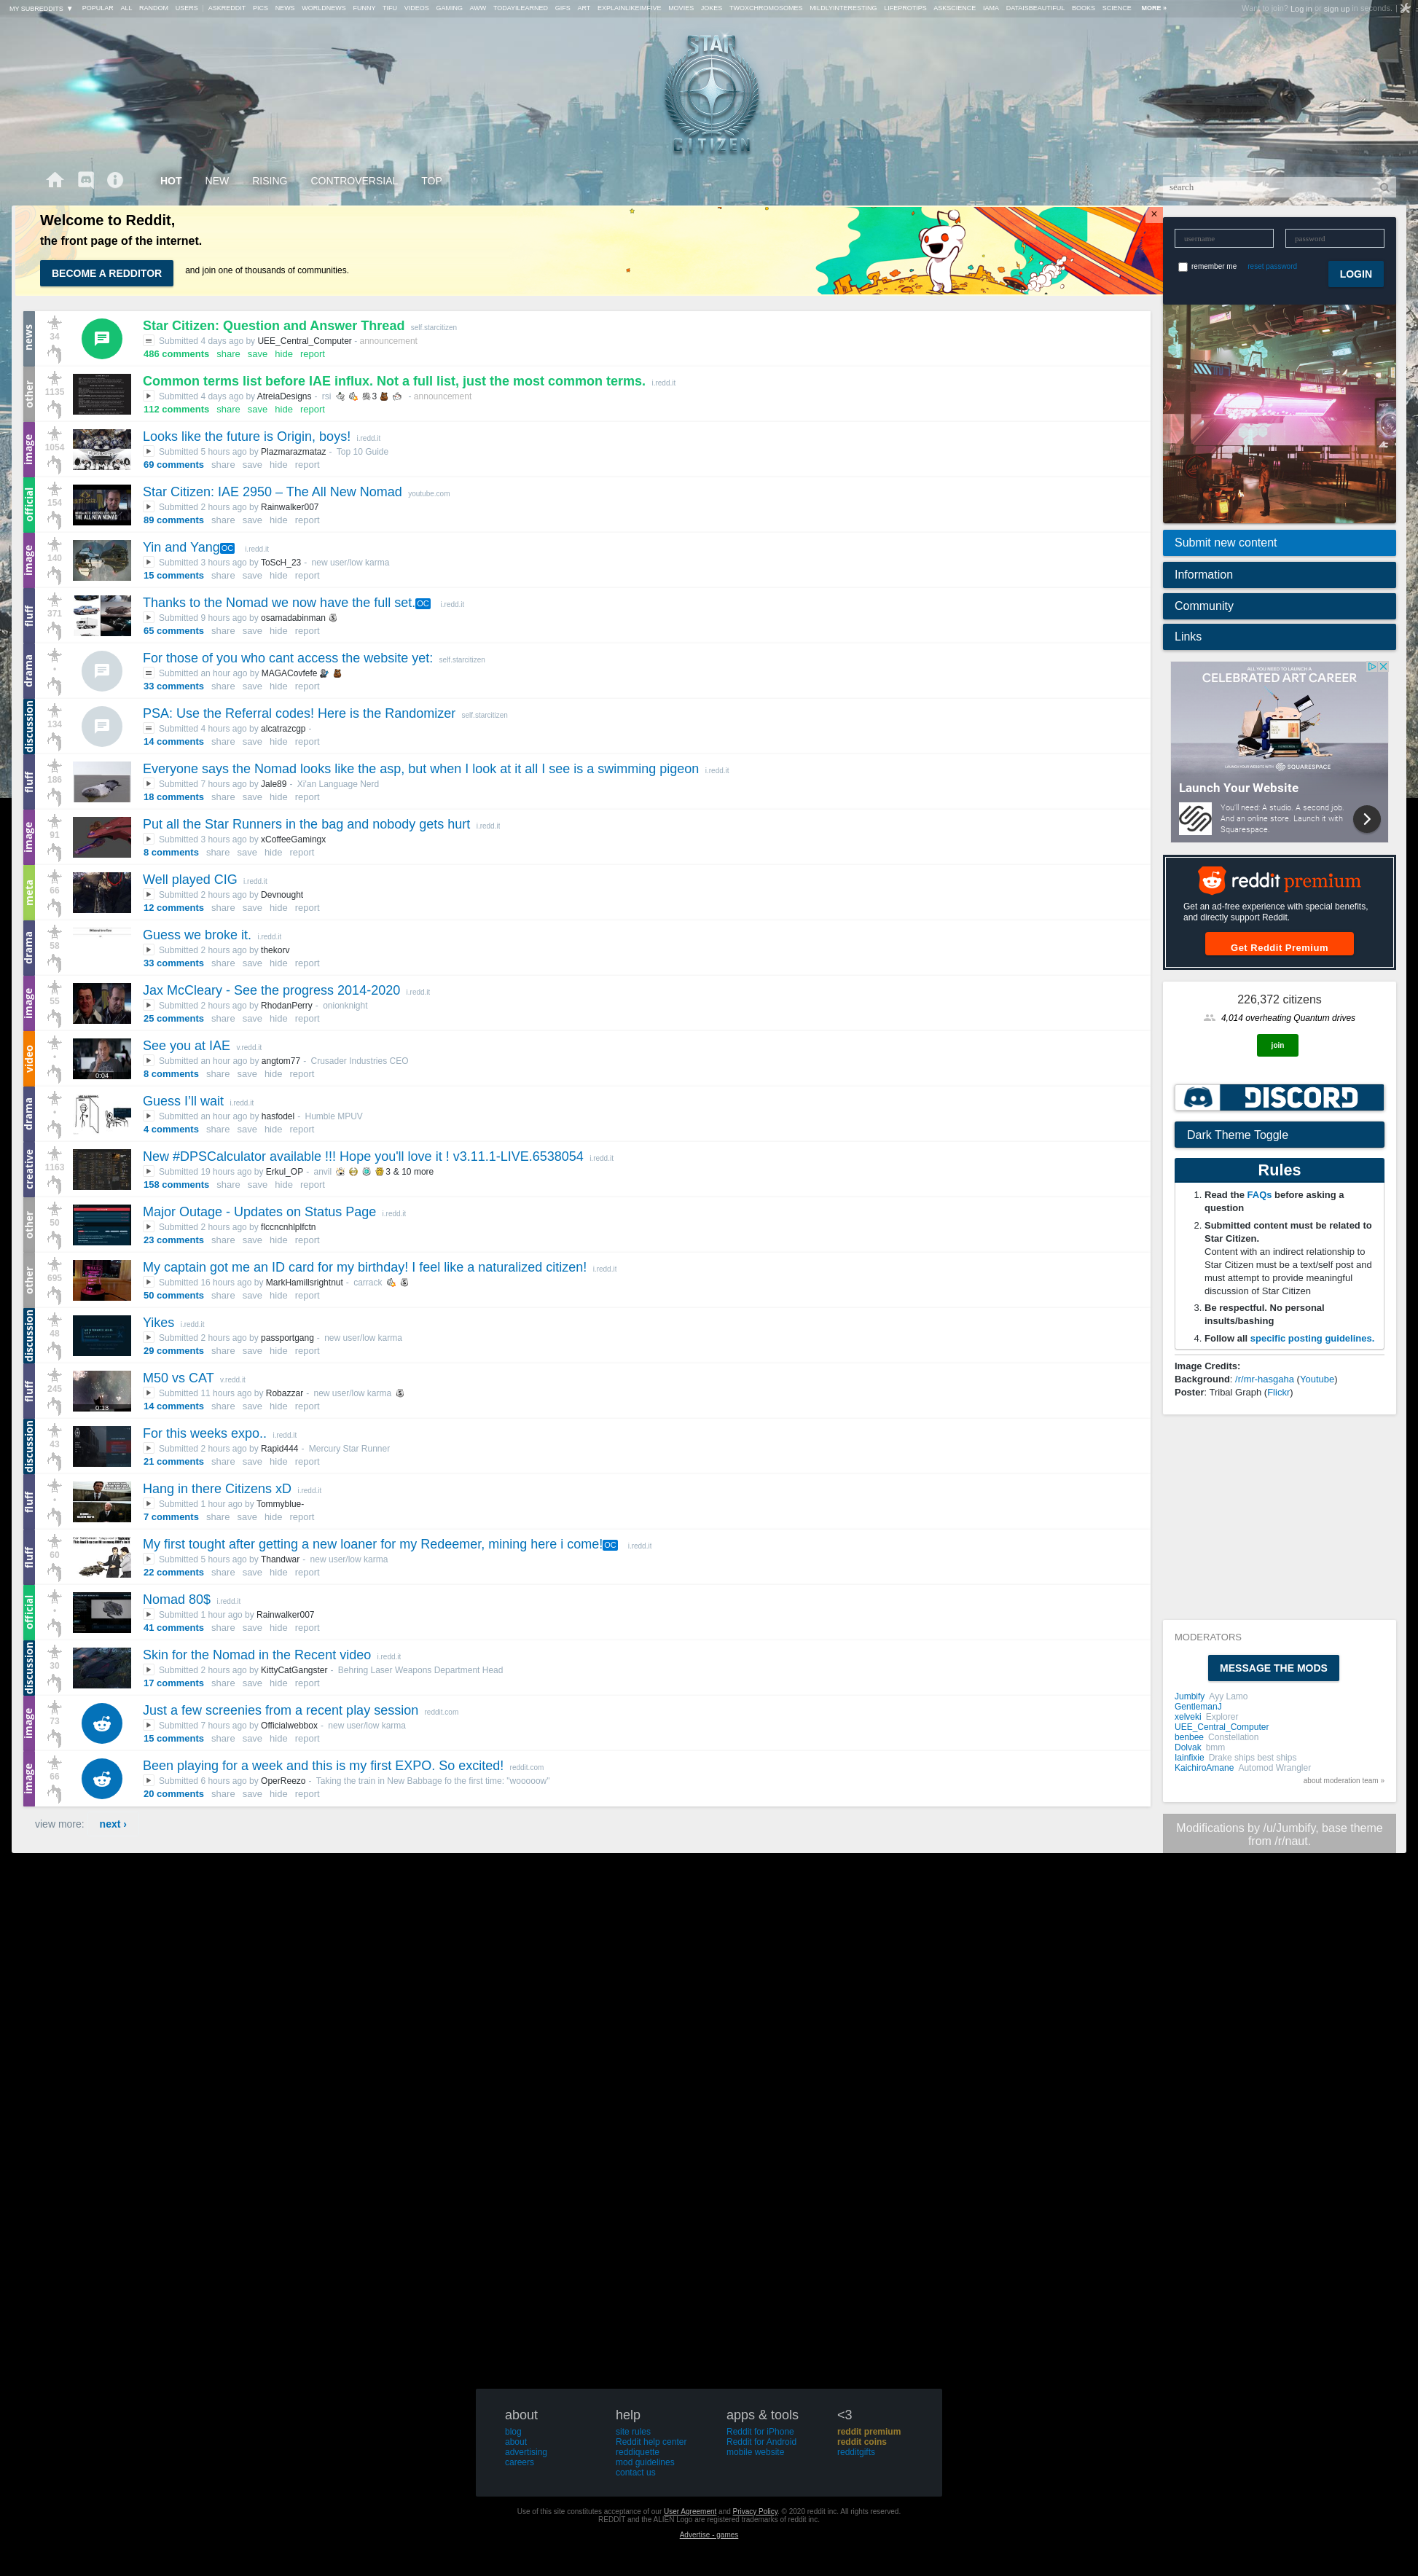 MY SUBREDDITS ▼ POPULAR ALL RANDOM USERS | ASKREDDIT PICS NEWS WORLDNEWS FUNNY TIFU VIDEOS GAMING AWW TODAYILEARNED GIFS ART EXPLAINLIKEIMFIVE MOVIES JOKES TWOXCHROMOSOMES MILDLYINTERESTING LIFEPROTIPS ASKSCIENCE IAMA DATAISBEAUTIFUL BOOKS SCIENCE MORE »
Want to join? Log in or sign up in seconds. |
STAR
CITIZEN
HOT NEW RISING CONTROVERSIAL TOP
search
Welcome to Reddit,
the front page of the internet.
BECOME A REDDITOR and join one of thousands of communities.
×
username password
remember me reset password LOGIN
news
34
Star Citizen: Question and Answer Thread self.starcitizen
Submitted 4 days ago by UEE_Central_Computer - announcement
486 comments share save hide report
other
1135
Common terms list before IAE influx. Not a full list, just the most common terms. i.redd.it
Submitted 4 days ago by AtreiaDesigns - rsi 3 - announcement
112 comments share save hide report
image
1054
Looks like the future is Origin, boys! i.redd.it
Submitted 5 hours ago by Plazmarazmataz - Top 10 Guide
69 comments share save hide report
official
154
THE ALL NEW NOMAD
Star Citizen: IAE 2950 – The All New Nomad youtube.com
Submitted 2 hours ago by Rainwalker007
89 comments share save hide report
image
140
Yin and Yang OC i.redd.it
Submitted 3 hours ago by ToScH_23 - new user/low karma
15 comments share save hide report
fluff
371
Thanks to the Nomad we now have the full set. OC i.redd.it
Submitted 9 hours ago by osamadabinman
65 comments share save hide report
drama
•
For those of you who cant access the website yet: self.starcitizen
Submitted an hour ago by MAGACovfefe
33 comments share save hide report
discussion
134
PSA: Use the Referral codes! Here is the Randomizer self.starcitizen
Submitted 4 hours ago by alcatrazcgp -
14 comments share save hide report
fluff
186
Everyone says the Nomad looks like the asp, but when I look at it all I see is a swimming pigeon i.redd.it
Submitted 7 hours ago by Jale89 - Xi'an Language Nerd
18 comments share save hide report
image
91
Put all the Star Runners in the bag and nobody gets hurt i.redd.it
Submitted 3 hours ago by xCoffeeGamingx
8 comments share save hide report
meta
66
Well played CIG i.redd.it
Submitted 2 hours ago by Devnought
12 comments share save hide report
drama
58
Guess we broke it. i.redd.it
Submitted 2 hours ago by thekorv
33 comments share save hide report
image
55
Jax McCleary - See the progress 2014-2020 i.redd.it
Submitted 2 hours ago by RhodanPerry - onionknight
25 comments share save hide report
video
•
0:04
See you at IAE v.redd.it
Submitted an hour ago by angtom77 - Crusader Industries CEO
8 comments share save hide report
drama
•
Guess I'll wait i.redd.it
Submitted an hour ago by hasfodel - Humble MPUV
4 comments share save hide report
creative
1163
New #DPSCalculator available !!! Hope you'll love it ! v3.11.1-LIVE.6538054 i.redd.it
Submitted 19 hours ago by Erkul_OP - anvil 3 & 10 more
158 comments share save hide report
other
50
Major Outage - Updates on Status Page i.redd.it
Submitted 2 hours ago by flccncnhlplfctn
23 comments share save hide report
other
695
My captain got me an ID card for my birthday! I feel like a naturalized citizen! i.redd.it
Submitted 16 hours ago by MarkHamillsrightnut - carrack
50 comments share save hide report
discussion
48
Yikes i.redd.it
Submitted 2 hours ago by passportgang - new user/low karma
29 comments share save hide report
fluff
245
0:13
M50 vs CAT v.redd.it
Submitted 11 hours ago by Robazzar - new user/low karma
14 comments share save hide report
discussion
43
For this weeks expo.. i.redd.it
Submitted 2 hours ago by Rapid444 - Mercury Star Runner
21 comments share save hide report
fluff
•
Hang in there Citizens xD i.redd.it
Submitted 1 hour ago by Tommyblue-
7 comments share save hide report
fluff
60
My first tought after getting a new loaner for my Redeemer, mining here i come! OC i.redd.it
Submitted 5 hours ago by Thandwar - new user/low karma
22 comments share save hide report
official
•
Nomad 80$ i.redd.it
Submitted 1 hour ago by Rainwalker007
41 comments share save hide report
discussion
30
Skin for the Nomad in the Recent video i.redd.it
Submitted 2 hours ago by KittyCatGangster - Behring Laser Weapons Department Head
17 comments share save hide report
image
73
Just a few screenies from a recent play session reddit.com
Submitted 7 hours ago by Officialwebbox - new user/low karma
15 comments share save hide report
image
66
Been playing for a week and this is my first EXPO. So excited! reddit.com
Submitted 6 hours ago by OperReezo - Taking the train in New Babbage fo the first time: "wooooow"
20 comments share save hide report
view more: next ›
Submit new content
Information
Community
Links
ALL YOU NEED TO LAUNCH A
CELEBRATED ART CAREER
LAUNCH YOUR WEBSITE WITH SQUARESPACE
Launch Your Website
You'll need: A studio. A second job.
And an online store. Launch it with
Squarespace.
reddit premium
Get an ad-free experience with special benefits,
and directly support Reddit.
Get Reddit Premium
226,372 citizens
4,014 overheating Quantum drives
join
DISCORD
Dark Theme Toggle
Rules
1. Read the FAQs before asking a
question
2. Submitted content must be related to
Star Citizen.
Content with an indirect relationship to
Star Citizen must be a text/self post and
must attempt to provide meaningful
discussion of Star Citizen
3. Be respectful. No personal
insults/bashing
4. Follow all specific posting guidelines.
Image Credits:
Background: /r/mr-hasgaha (Youtube)
Poster: Tribal Graph (Flickr)
MODERATORS
MESSAGE THE MODS
Jumbify Ayy Lamo
GentlemanJ
xelveki Explorer
UEE_Central_Computer
benbee Constellation
Dolvak bmm
Iainfixie Drake ships best ships
KaichiroAmane Automod Wrangler
about moderation team »
Modifications by /u/Jumbify, base theme
from /r/naut.
about help apps & tools <3
blog site rules Reddit for iPhone reddit premium
about Reddit help center Reddit for Android reddit coins
advertising reddiquette mobile website redditgifts
careers mod guidelines
contact us
Use of this site constitutes acceptance of our User Agreement and Privacy Policy. © 2020 reddit inc. All rights reserved.
REDDIT and the ALIEN Logo are registered trademarks of reddit inc.
Advertise - games